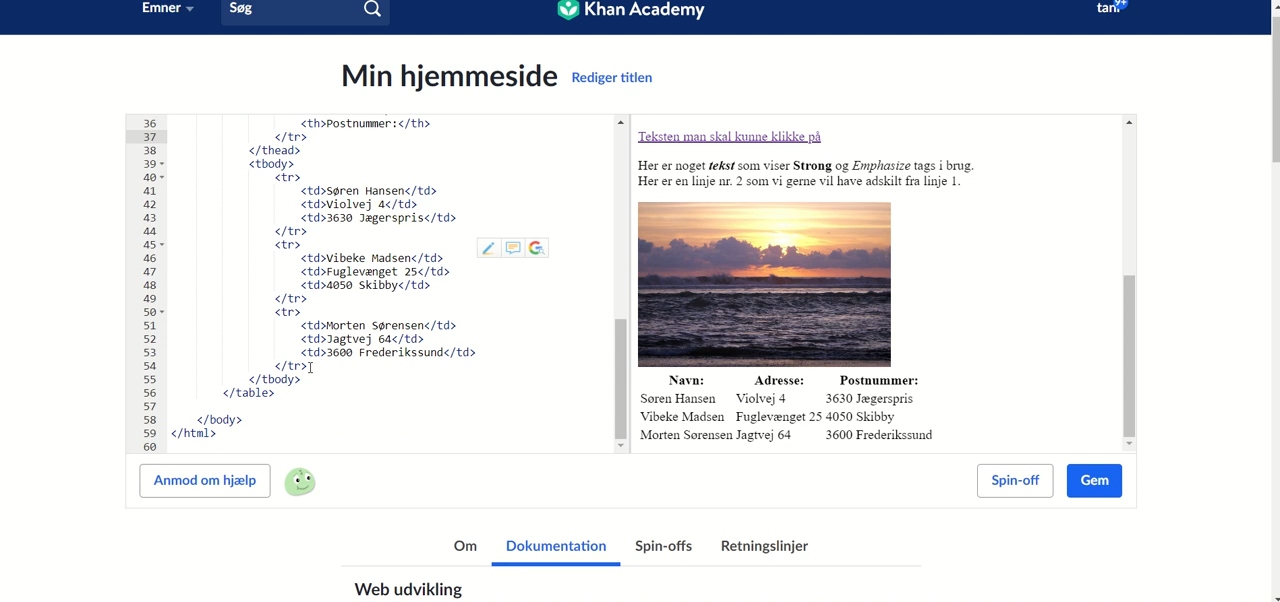 Emner
Søg
Khan Academy
9+
Min hjemmeside
Rediger titlen
36 <th>Postnummer:</th>
37 </tr>
38 </thead>
39 <tbody>
40 <tr>
41 <td>Søren Hansen</td>
42 <td>Violvej 4</td>
43 <td>3630 Jægerspris</td>
44 </tr>
45 <tr>
46 <td>Vibeke Madsen</td>
47 <td>Fuglevænget 25</td>
48 <td>4050 Skibby</td>
49 </tr>
50 <tr>
51 <td>Morten Sørensen</td>
52 <td>Jagtvej 64</td>
53 <td>3600 Frederikssund</td>
54 </tr>
55 </tbody>
56 </table>
57
58 </body>
59 </html>
60
Teksten man skal kunne klikke på
Her er noget tekst som viser Strong og Emphasize tags i brug.
Her er en linje nr. 2 som vi gerne vil have adskilt fra linje 1.
Navn: Adresse: Postnummer:
Søren Hansen Violvej 4 3630 Jægerspris
Vibeke Madsen Fuglevænget 25 4050 Skibby
Morten Sørensen Jagtvej 64 3600 Frederikssund
Anmod om hjælp
Spin-off
Gem
Om
Dokumentation
Spin-offs
Retningslinjer
Web udvikling